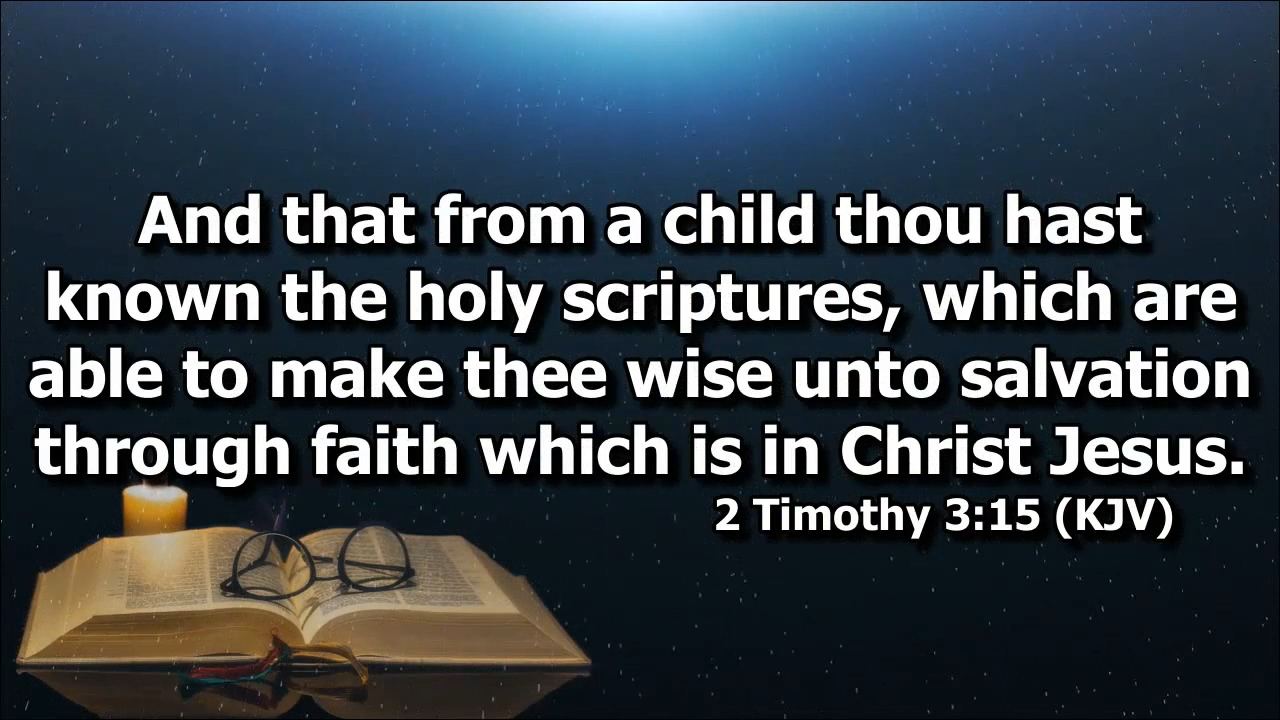 And that from a child thou hast
known the holy scriptures, which are
able to make thee wise unto salvation
through faith which is in Christ Jesus.
2 Timothy 3:15 (KJV)